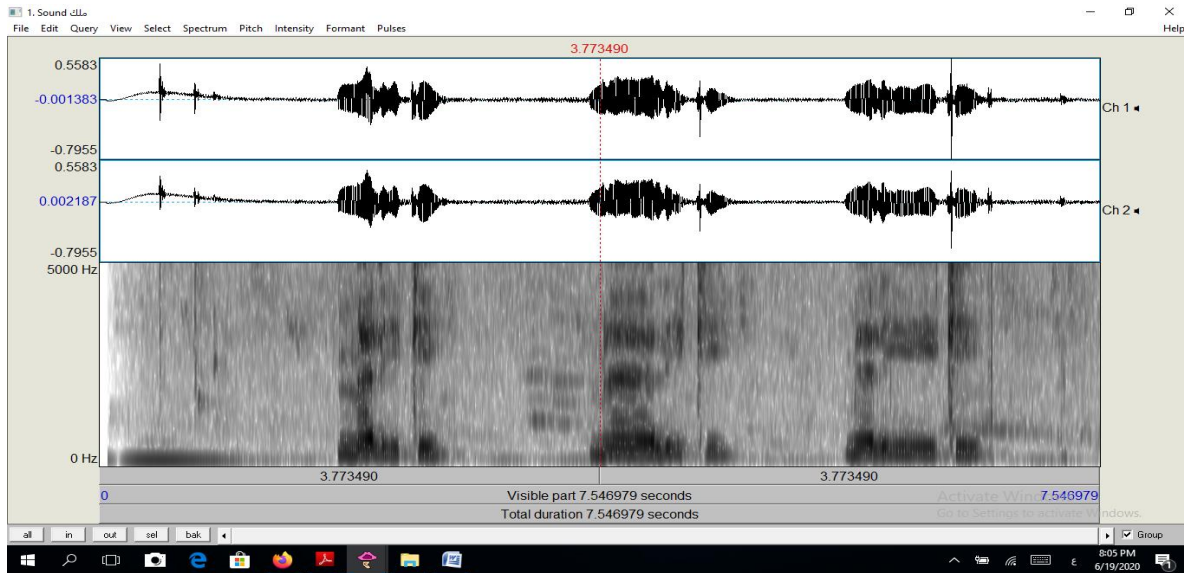 1. Sound ملك
File Edit Query View Select Spectrum Pitch Intensity Formant Pulses Help
3.773490
0.5583
-0.001383
Ch 1
-0.7955
0.5583
0.002187
Ch 2
-0.7955
5000 Hz
0 Hz
3.773490 3.773490
0 Visible part 7.546979 seconds 7.546979
Total duration 7.546979 seconds
Activate Windows
Go to Settings to activate Windows.
all in out sel bak Group
ع 8:05 PM
6/19/2020 1